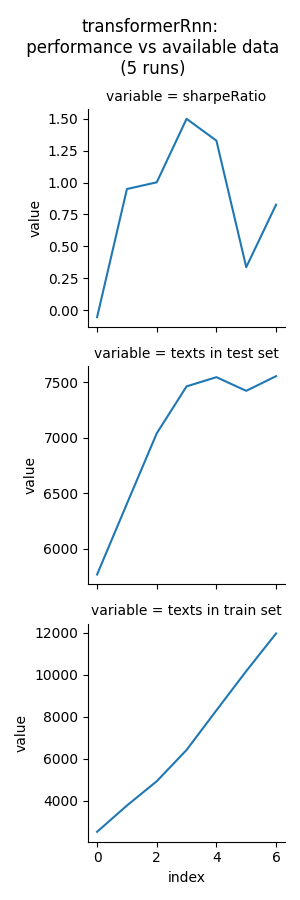 transformerRnn:
performance vs available data
(5 runs)
variable = sharpeRatio
1.50
1.25
1.00
0.75
0.50
0.25
0.00
value
variable = texts in test set
7500
7000
6500
6000
value
variable = texts in train set
12000
10000
8000
6000
4000
value
0 2 4 6
index